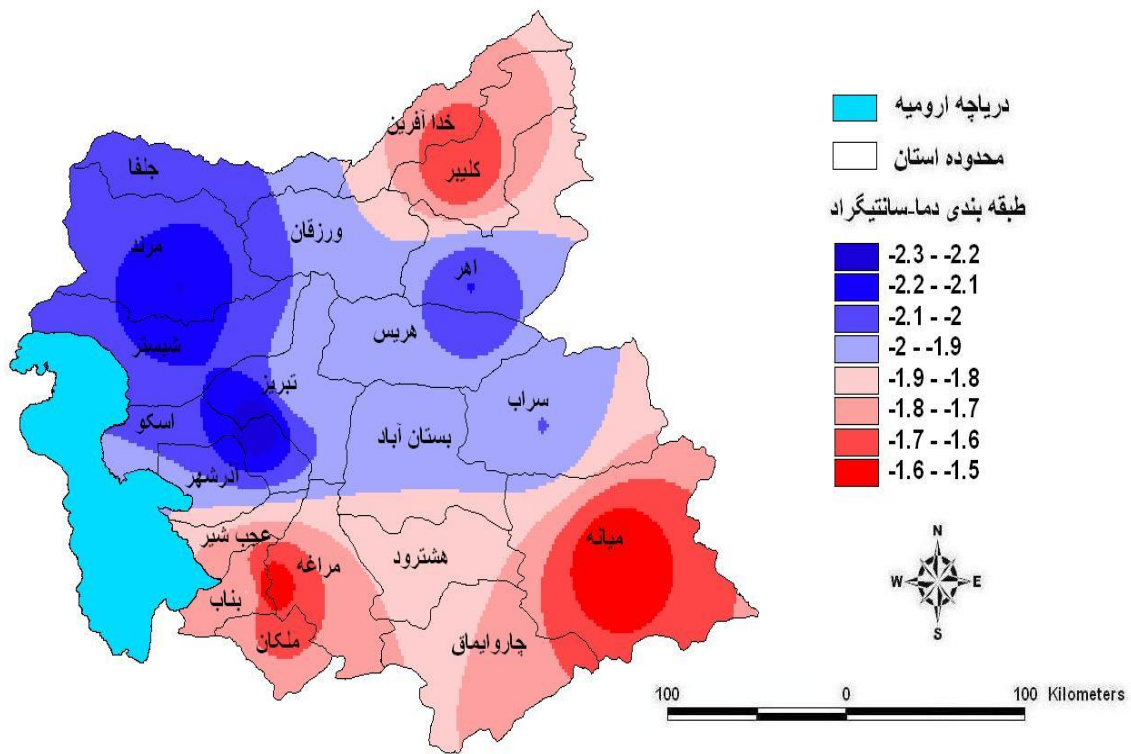 دریاچه ارومیه
محدوده استان
طبقه بندی دما-سانتیگراد
-2.3 - -2.2
-2.2 - -2.1
-2.1 - -2
-2 - -1.9
-1.9 - -1.8
-1.8 - -1.7
-1.7 - -1.6
-1.6 - -1.5
خدا آفرین
کلیبر
جلفا
ورزقان
مرند
اهر
هریس
شبستر
تبریز
سراب
اسکو
بستان آباد
آذرشهر
عجب شیر
میانه
هشترود
مراغه
بناب
ملکان
چاروایماق
N
W E
S
100 0 100 Kilometers